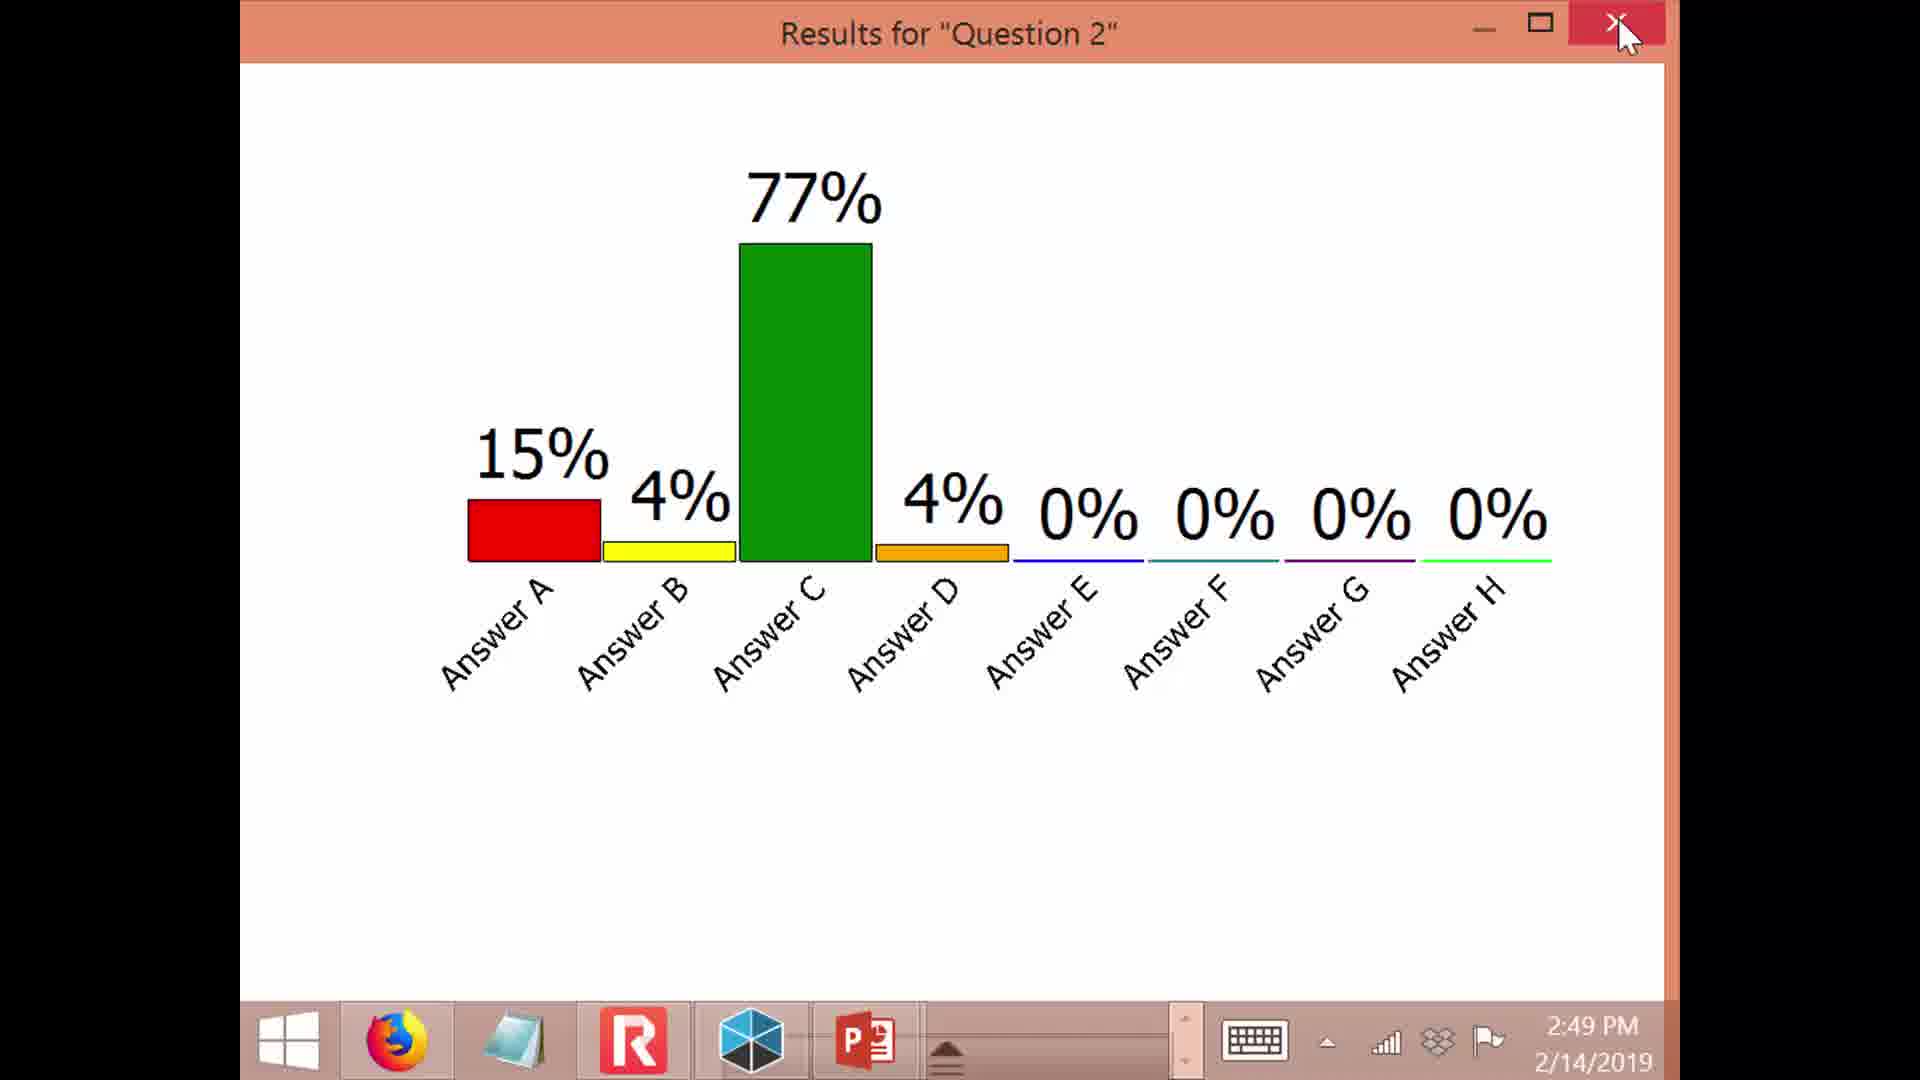 Results for "Question 2"
77%
15%
4%
4%
0%
0%
0%
0%
Answer A
Answer B
Answer C
Answer D
Answer E
Answer F
Answer G
Answer H
R
P
2:49 PM
2/14/2019